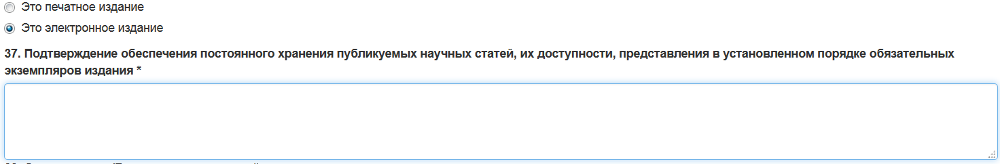 Это печатное издание
Это электронное издание
37. Подтверждение обеспечения постоянного хранения публикуемых научных статей, их доступности, представления в установленном порядке обязательных
экземпляров издания *